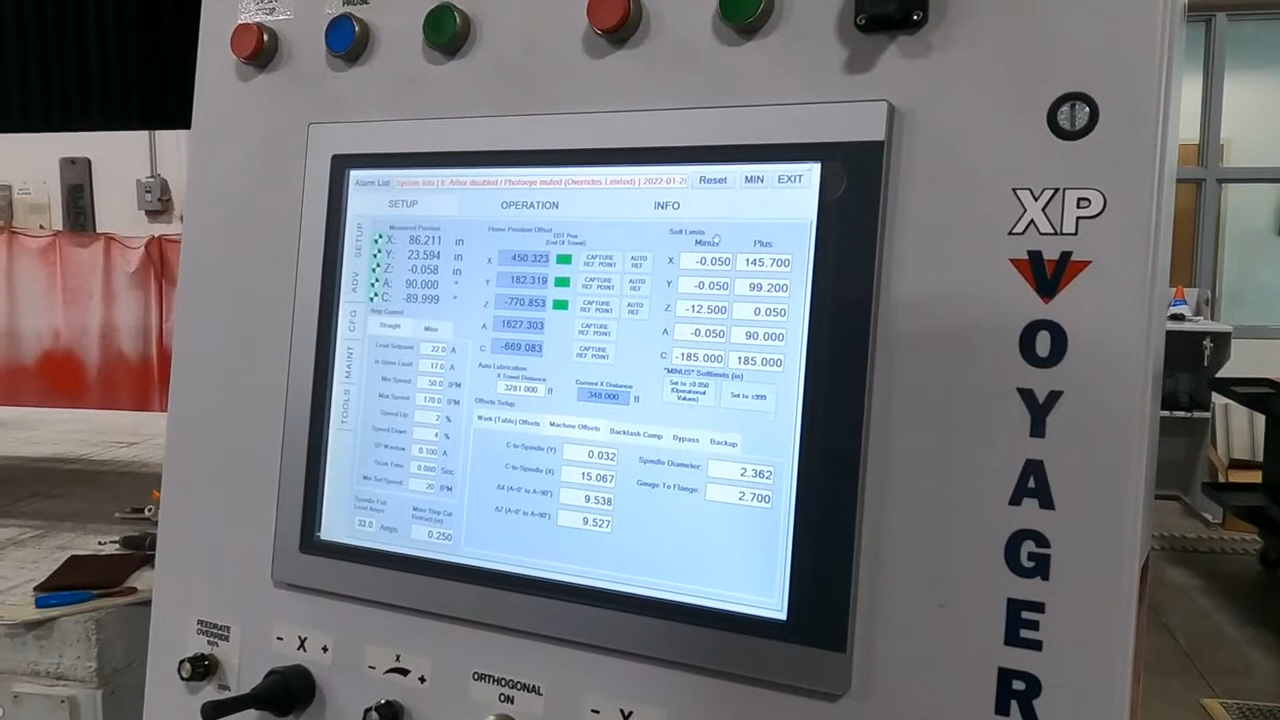 PAUSE
Alarm List System Info | 6: Arbor disabled / Photoeye muted (Overrides Limited) | 2022-01-2 Reset MIN EXIT
SETUP OPERATION INFO
SETUP
ADV
CFG
MAINT
TOOLS
Measured Position
X: 86.211 in
Y: 23.594 in
Z: -0.058 in
A: 90.000 °
C: -89.999 °
Amp Control
Straight Miter
Load Setpoint 22.0 A
In Stone Load 17.0 A
Min Speed 50.0 IPM
Max Speed 170.0 IPM
Speed Up 2 %
Speed Down 4 %
SP Window 0.100 A
Scan Time 0.080 Sec
Max Set Speed 20 IPM
Spindle Full
Load Amps
33.0 Amps
Miter Step Cut
Retract (in)
0.250
Home Position Offset
EOT Prox
(End Of Travel)
X 450.323 CAPTURE REF POINT AUTO REF
Y 182.319 CAPTURE REF POINT AUTO REF
Z -770.853 CAPTURE REF POINT AUTO REF
A 1627.303 CAPTURE REF POINT
C -669.083 CAPTURE REF POINT
Soft Limits
Minus Plus:
X: -0.050 145.700
Y: -0.050 99.200
Z: -12.500 0.050
A: -0.050 90.000
C: -185.000 185.000
Auto Lubrication
X Travel Distance
3281.000 ft
Current X Distance
348.000 ft
"MINUS" Softlimits (in)
Set to ±0.050
(Operational
Values)
Set to ±999
Offsets Setup
Work (Table) Offsets Machine Offsets Backlash Comp Bypass Backup
C-to-Spindle (Y) 0.032
C-to-Spindle (X) 15.067
ΔX (A=0° to A=90°) 9.538
ΔZ (A=0° to A=90°) 9.527
Spindle Diameter: 2.362
Gauge To Flange: 2.700
XP
VOYAGER
FEEDRATE
OVERRIDE
- X +
- X +
ORTHOGONAL
ON
- Y